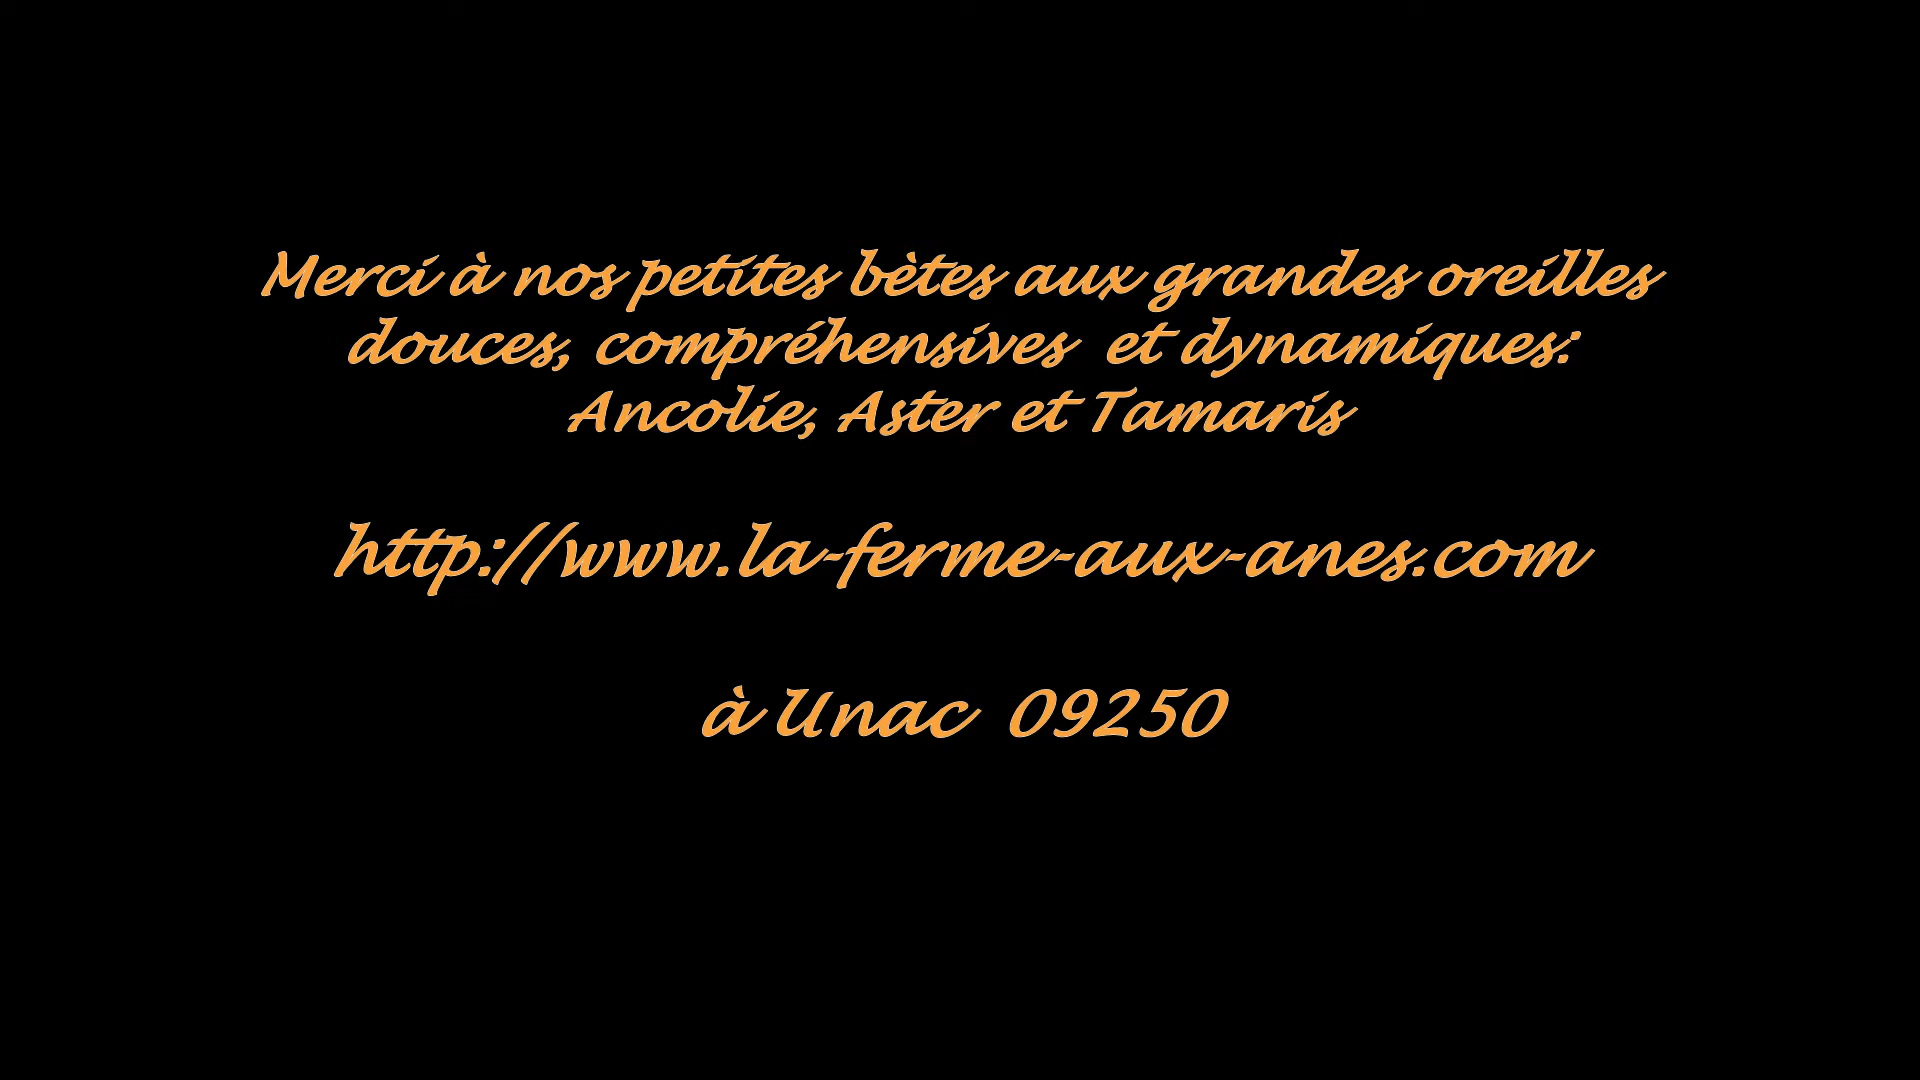 Merci à nos petites bètes aux grandes oreilles
douces, compréhensives et dynamiques:
Ancolie, Aster et Tamaris
http://www.la-ferme-aux-anes.com
à Unac 09250